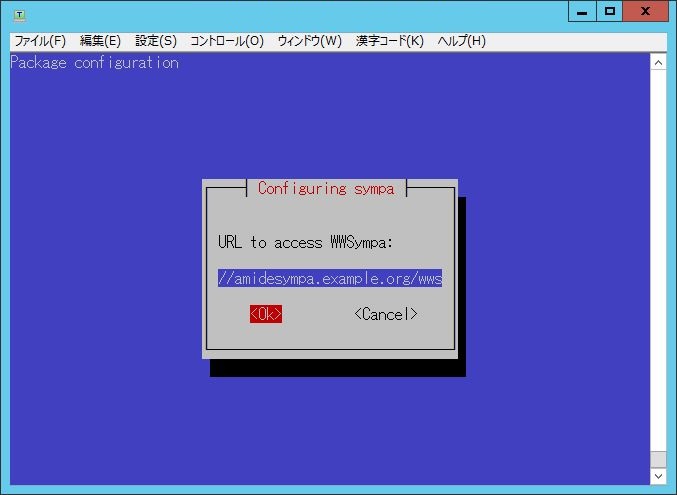 ファイル(F) 編集(E) 設定(S) コントロール(O) ウィンドウ(W) 漢字コード(K) ヘルプ(H)
Package configuration
Configuring sympa
URL to access WWSympa:
//amidesympa.example.org/wws
<Ok> <Cancel>